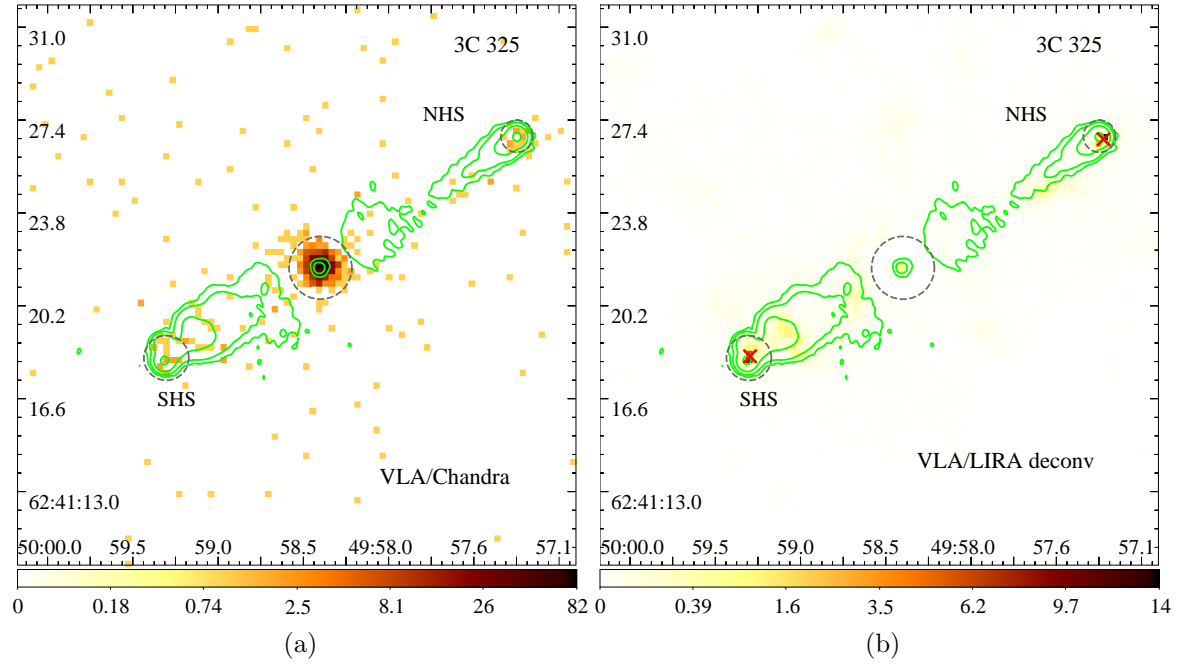 31.0
3C 325
NHS
27.4
23.8
20.2
SHS
16.6
VLA/Chandra
62:41:13.0
50:00.0 59.5 59.0 58.5 49:58.0 57.6 57.1
0 0.18 0.74 2.5 8.1 26 82
(a)
31.0
3C 325
NHS
27.4
23.8
20.2
SHS
16.6
VLA/LIRA deconv
62:41:13.0
50:00.0 59.5 59.0 58.5 49:58.0 57.6 57.1
0 0.39 1.6 3.5 6.2 9.7 14
(b)